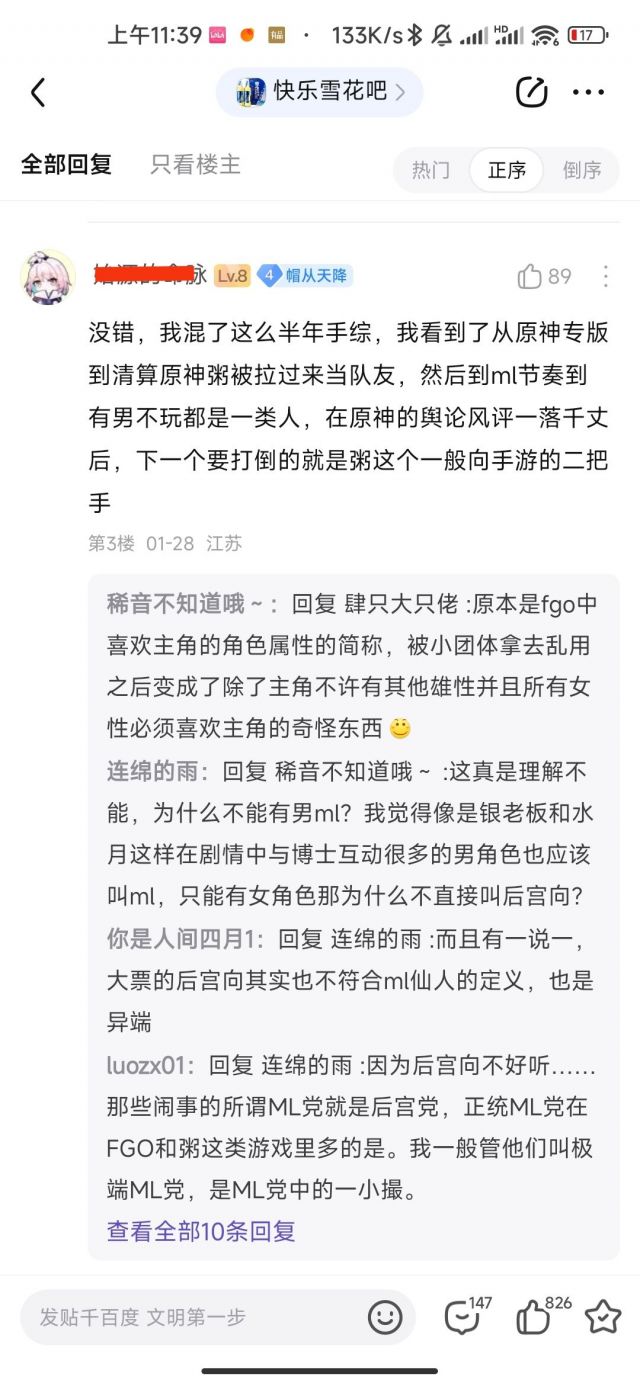 上午11:39
133K/s
HD
6
17
快乐雪花吧
全部回复 只看楼主
热门 正序 倒序
脉 Lv.8 4 帽从天降
89
没错，我混了这么半年手综，我看到了从原神专版
到清算原神粥被拉过来当队友，然后到ml节奏到
有男不玩都是一类人，在原神的舆论风评一落千丈
后，下一个要打倒的就是粥这个一般向手游的二把
手
第3楼 01-28 江苏
稀音不知道哦～：回复 肆只大只佬 :原本是fgo中
喜欢主角的角色属性的简称，被小团体拿去乱用
之后变成了除了主角不许有其他雄性并且所有女
性必须喜欢主角的奇怪东西
连绵的雨：回复 稀音不知道哦～ :这真是理解不
能，为什么不能有男ml？我觉得像是银老板和水
月这样在剧情中与博士互动很多的男角色也应该
叫ml，只能有女角色那为什么不直接叫后宫向？
你是人间四月1：回复 连绵的雨 :而且有一说一，
大票的后宫向其实也不符合ml仙人的定义，也是
异端
luozx01：回复 连绵的雨 :因为后宫向不好听……
那些闹事的所谓ML党就是后宫党，正统ML党在
FGO和粥这类游戏里多的是。我一般管他们叫极
端ML党，是ML党中的一小撮。
查看全部10条回复
发贴千百度 文明第一步
147
826